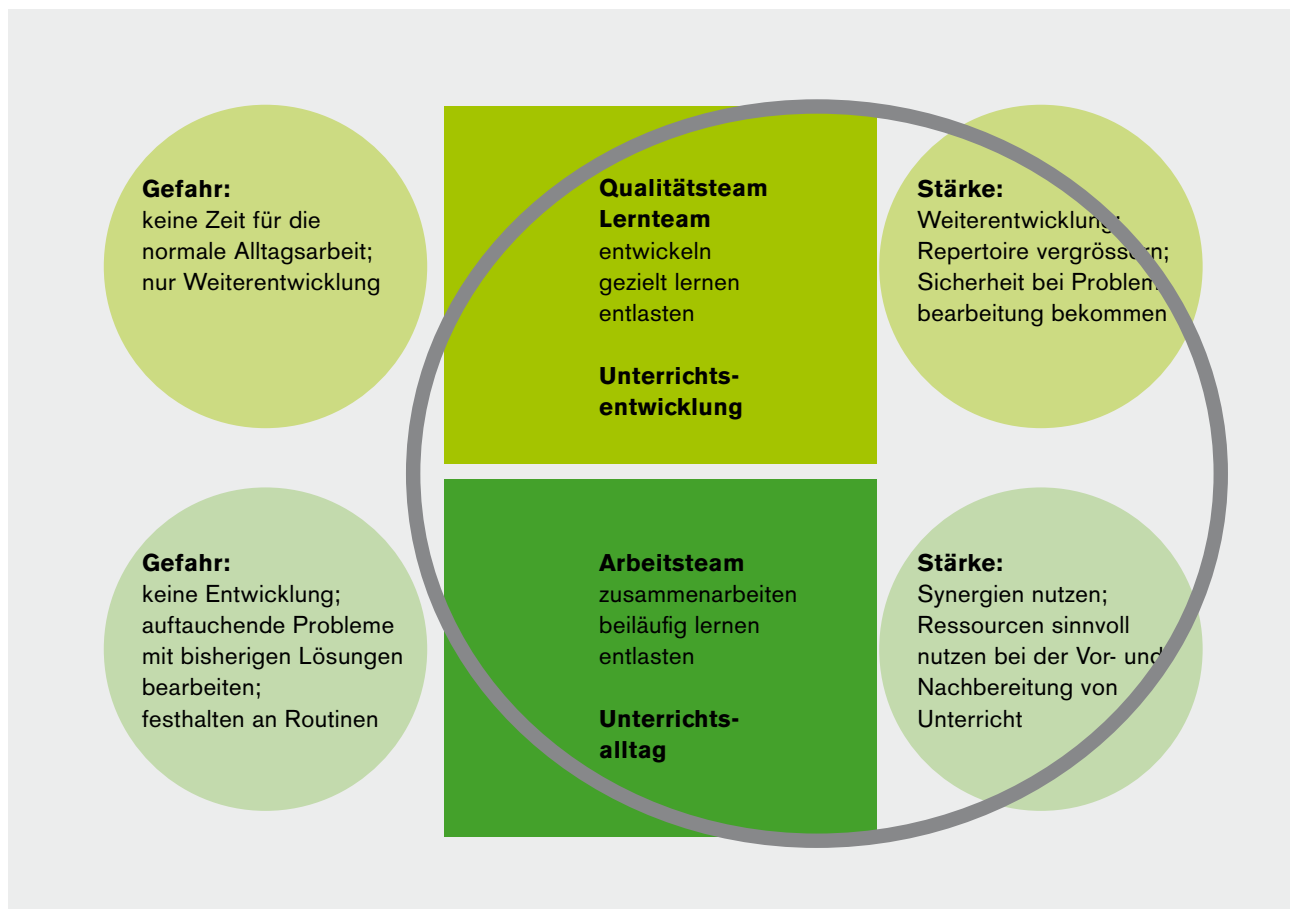 Gefahr:
keine Zeit für die
normale Alltagsarbeit;
nur Weiterentwicklung
Qualitätsteam
Lernteam
entwickeln
gezielt lernen
entlasten
Unterrichts-
entwicklung
Stärke:
Weiterentwicklung;
Repertoire vergrössern;
Sicherheit bei Problem-
bearbeitung bekommen
Gefahr:
keine Entwicklung;
auftauchende Probleme
mit bisherigen Lösungen
bearbeiten;
festhalten an Routinen
Arbeitsteam
zusammenarbeiten
beiläufig lernen
entlasten
Unterrichts-
alltag
Stärke:
Synergien nutzen;
Ressourcen sinnvoll
nutzen bei der Vor- und
Nachbereitung von
Unterricht